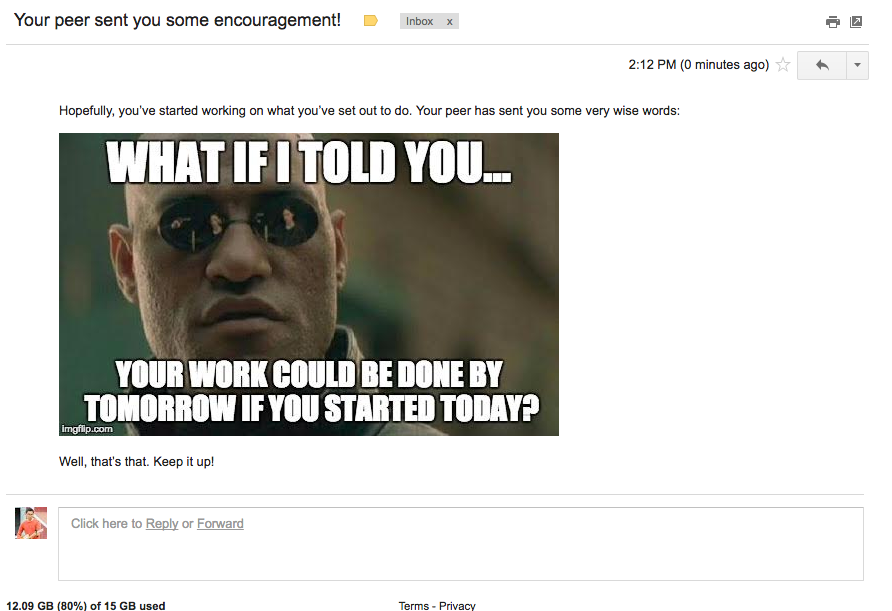 Your peer sent you some encouragement! Inbox x
2:12 PM (0 minutes ago)
Hopefully, you've started working on what you've set out to do. Your peer has sent you some very wise words:
WHAT IF I TOLD YOU...
YOUR WORK COULD BE DONE BY
TOMORROW IF YOU STARTED TODAY?
imgflip.com
Well, that's that. Keep it up!
Click here to Reply or Forward
12.09 GB (80%) of 15 GB used
Terms - Privacy